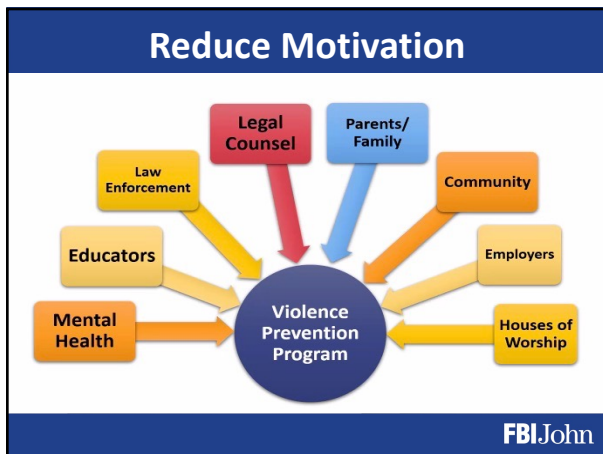 Reduce Motivation
Legal
Counsel
Parents/
Family
Law
Enforcement
Community
Educators
Employers
Mental
Health
Violence
Prevention
Program
Houses of
Worship
FBIJohn